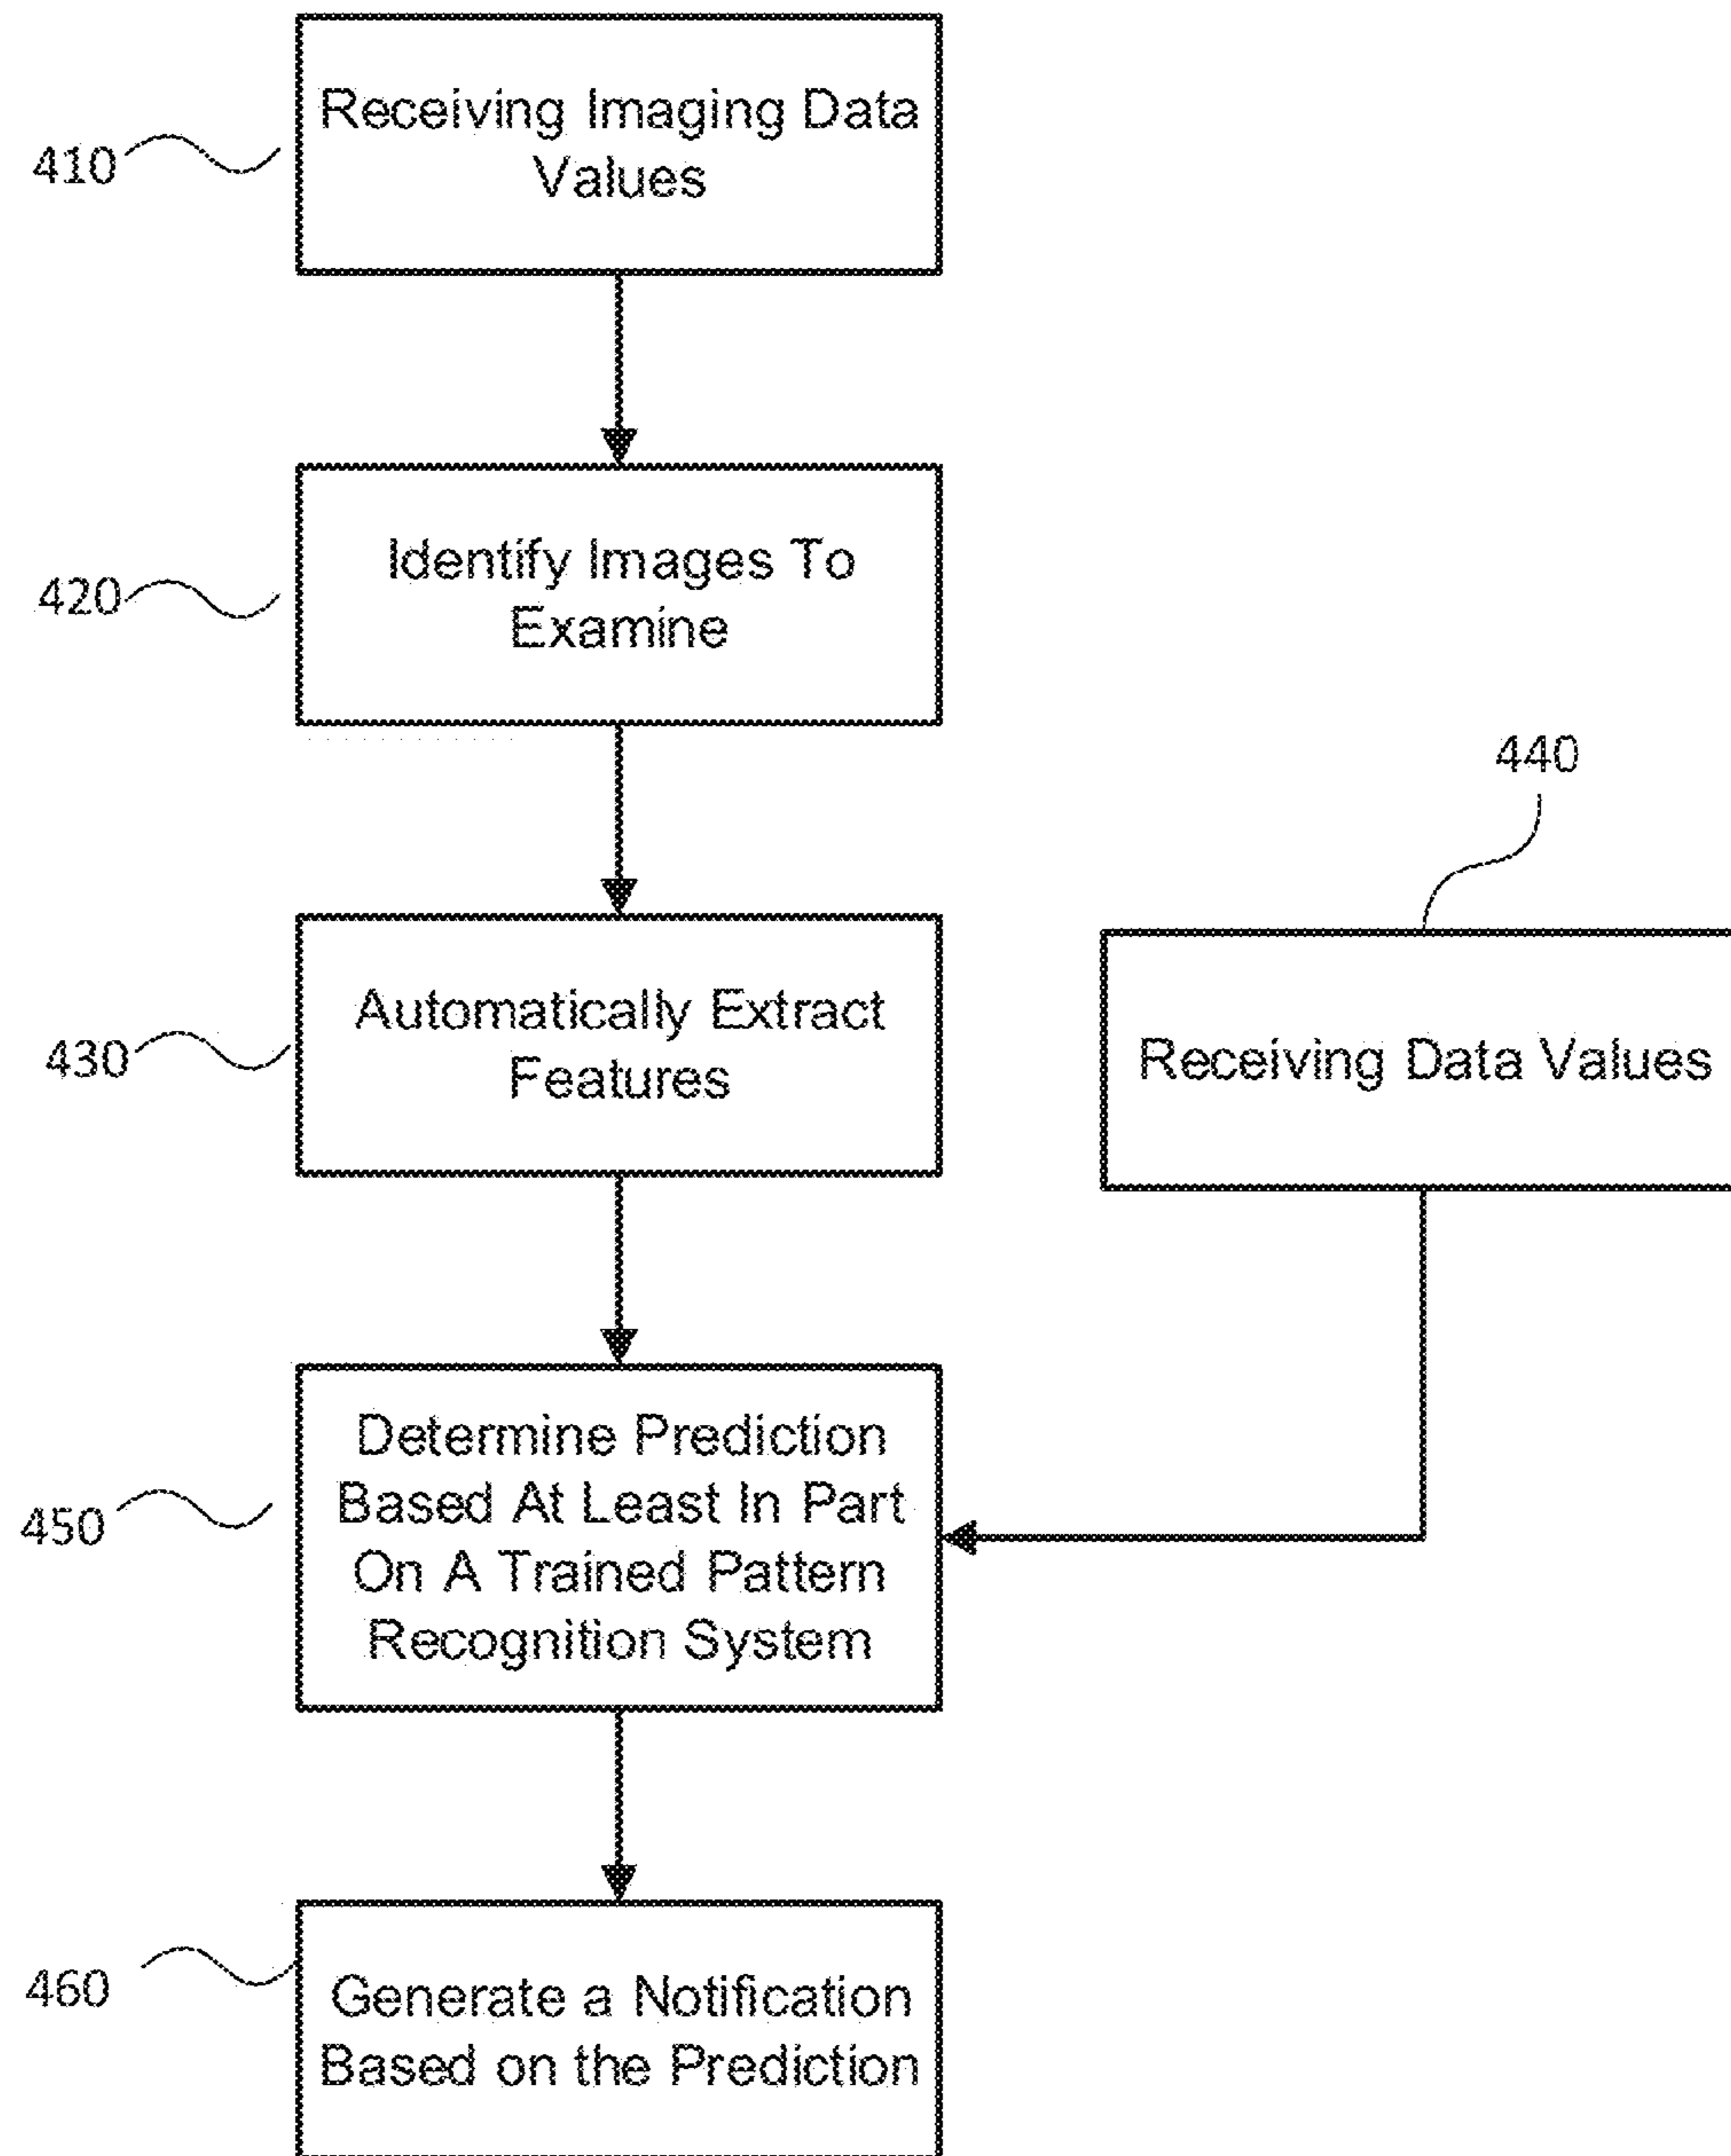 410
Receiving Imaging Data
Values
420
Identify Images To
Examine
430
Automatically Extract
Features
440
Receiving Data Values
450
Determine Prediction
Based At Least In Part
On A Trained Pattern
Recognition System
460
Generate a Notification
Based on the Prediction